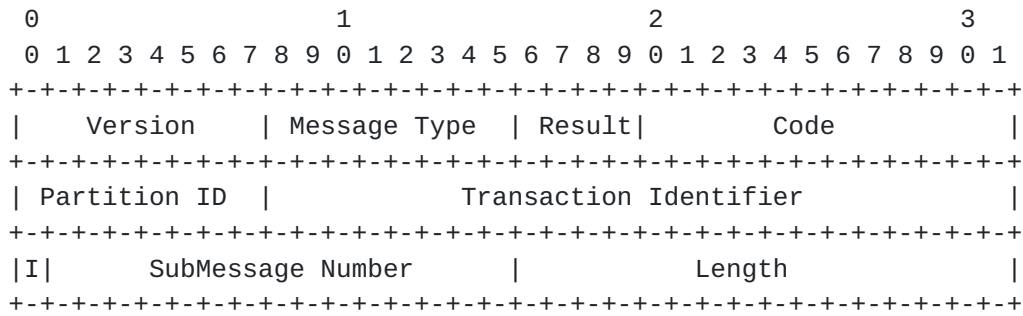 0                   1                   2                   3
 0 1 2 3 4 5 6 7 8 9 0 1 2 3 4 5 6 7 8 9 0 1 2 3 4 5 6 7 8 9 0 1
+-+-+-+-+-+-+-+-+-+-+-+-+-+-+-+-+-+-+-+-+-+-+-+-+-+-+-+-+-+-+-+-+
|    Version    | Message Type  | Result|        Code           |
+-+-+-+-+-+-+-+-+-+-+-+-+-+-+-+-+-+-+-+-+-+-+-+-+-+-+-+-+-+-+-+-+
| Partition ID  |            Transaction Identifier             |
+-+-+-+-+-+-+-+-+-+-+-+-+-+-+-+-+-+-+-+-+-+-+-+-+-+-+-+-+-+-+-+-+
|I|      SubMessage Number      |           Length              |
+-+-+-+-+-+-+-+-+-+-+-+-+-+-+-+-+-+-+-+-+-+-+-+-+-+-+-+-+-+-+-+-+